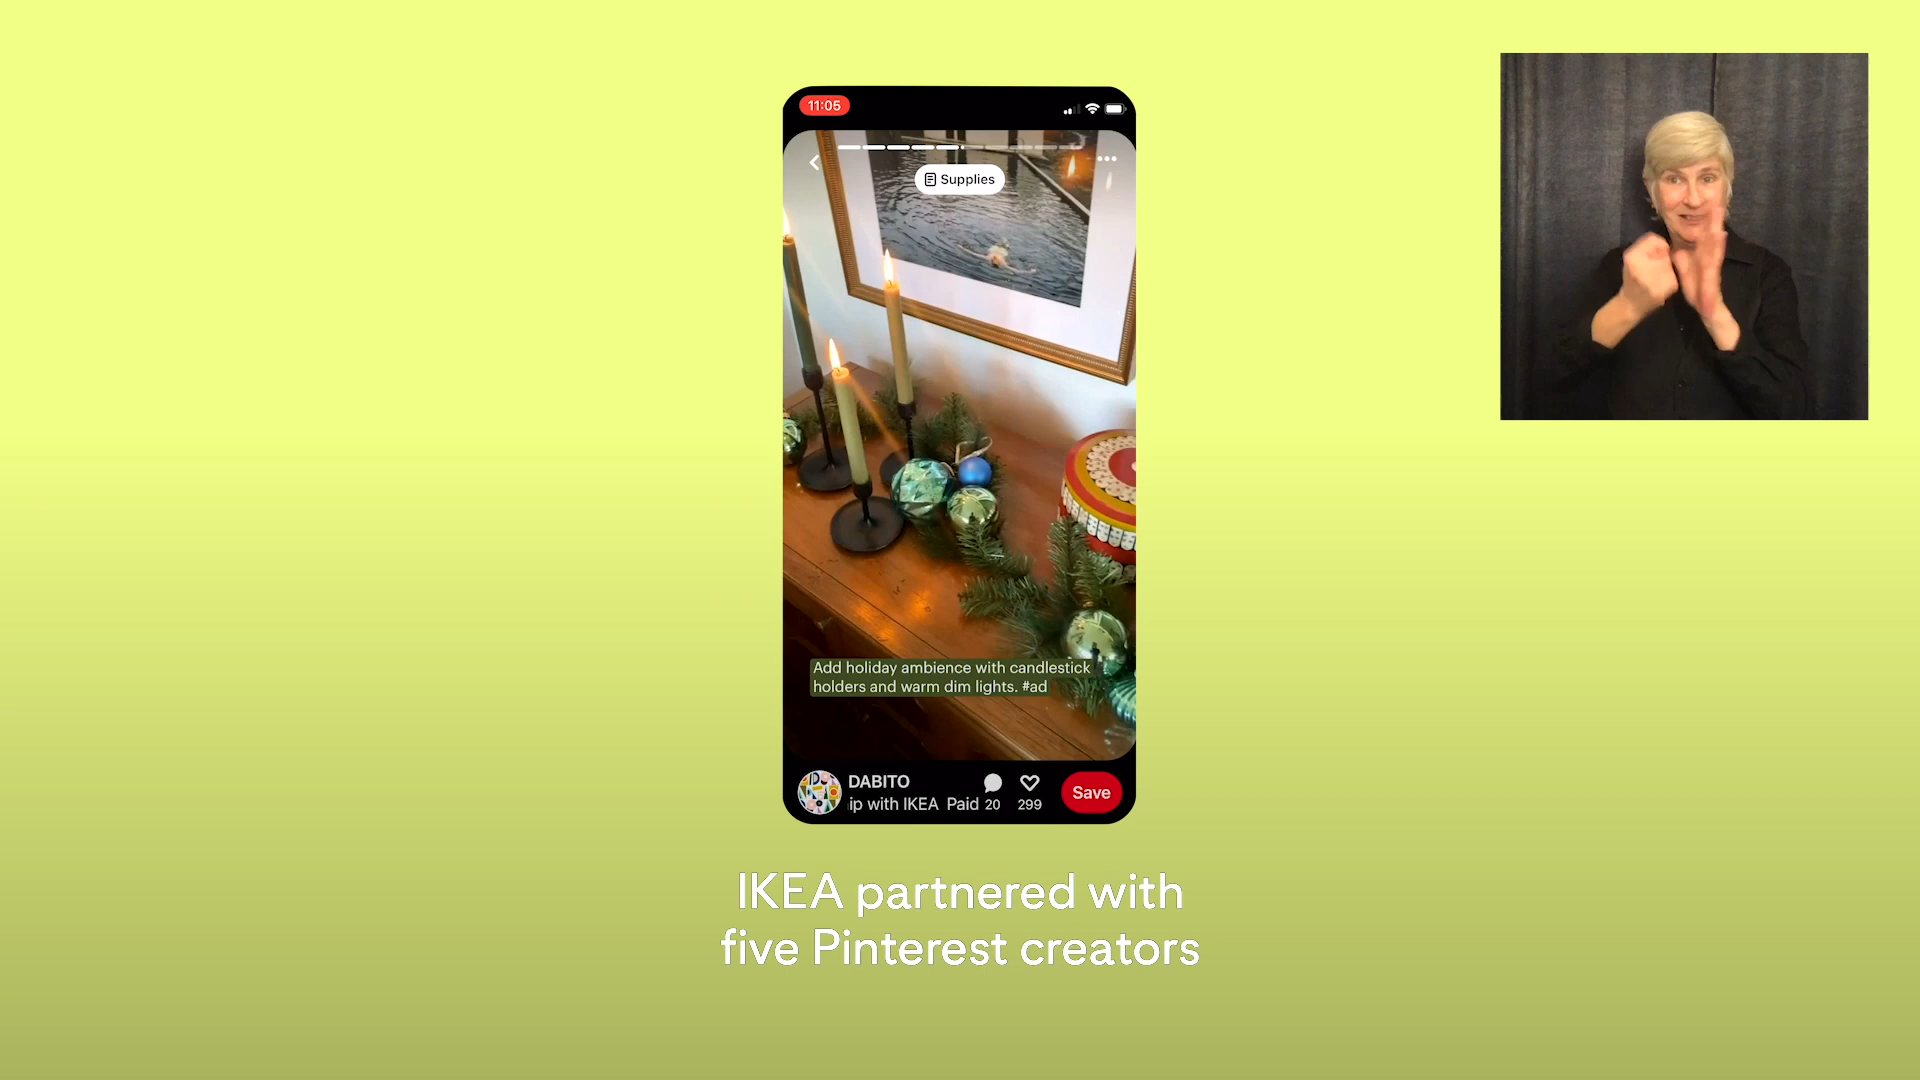 11:05
Supplies
Add holiday ambience with candlestick
holders and warm dim lights. #ad
DABITO
ip with IKEA Paid
20
299
Save
IKEA partnered with
five Pinterest creators